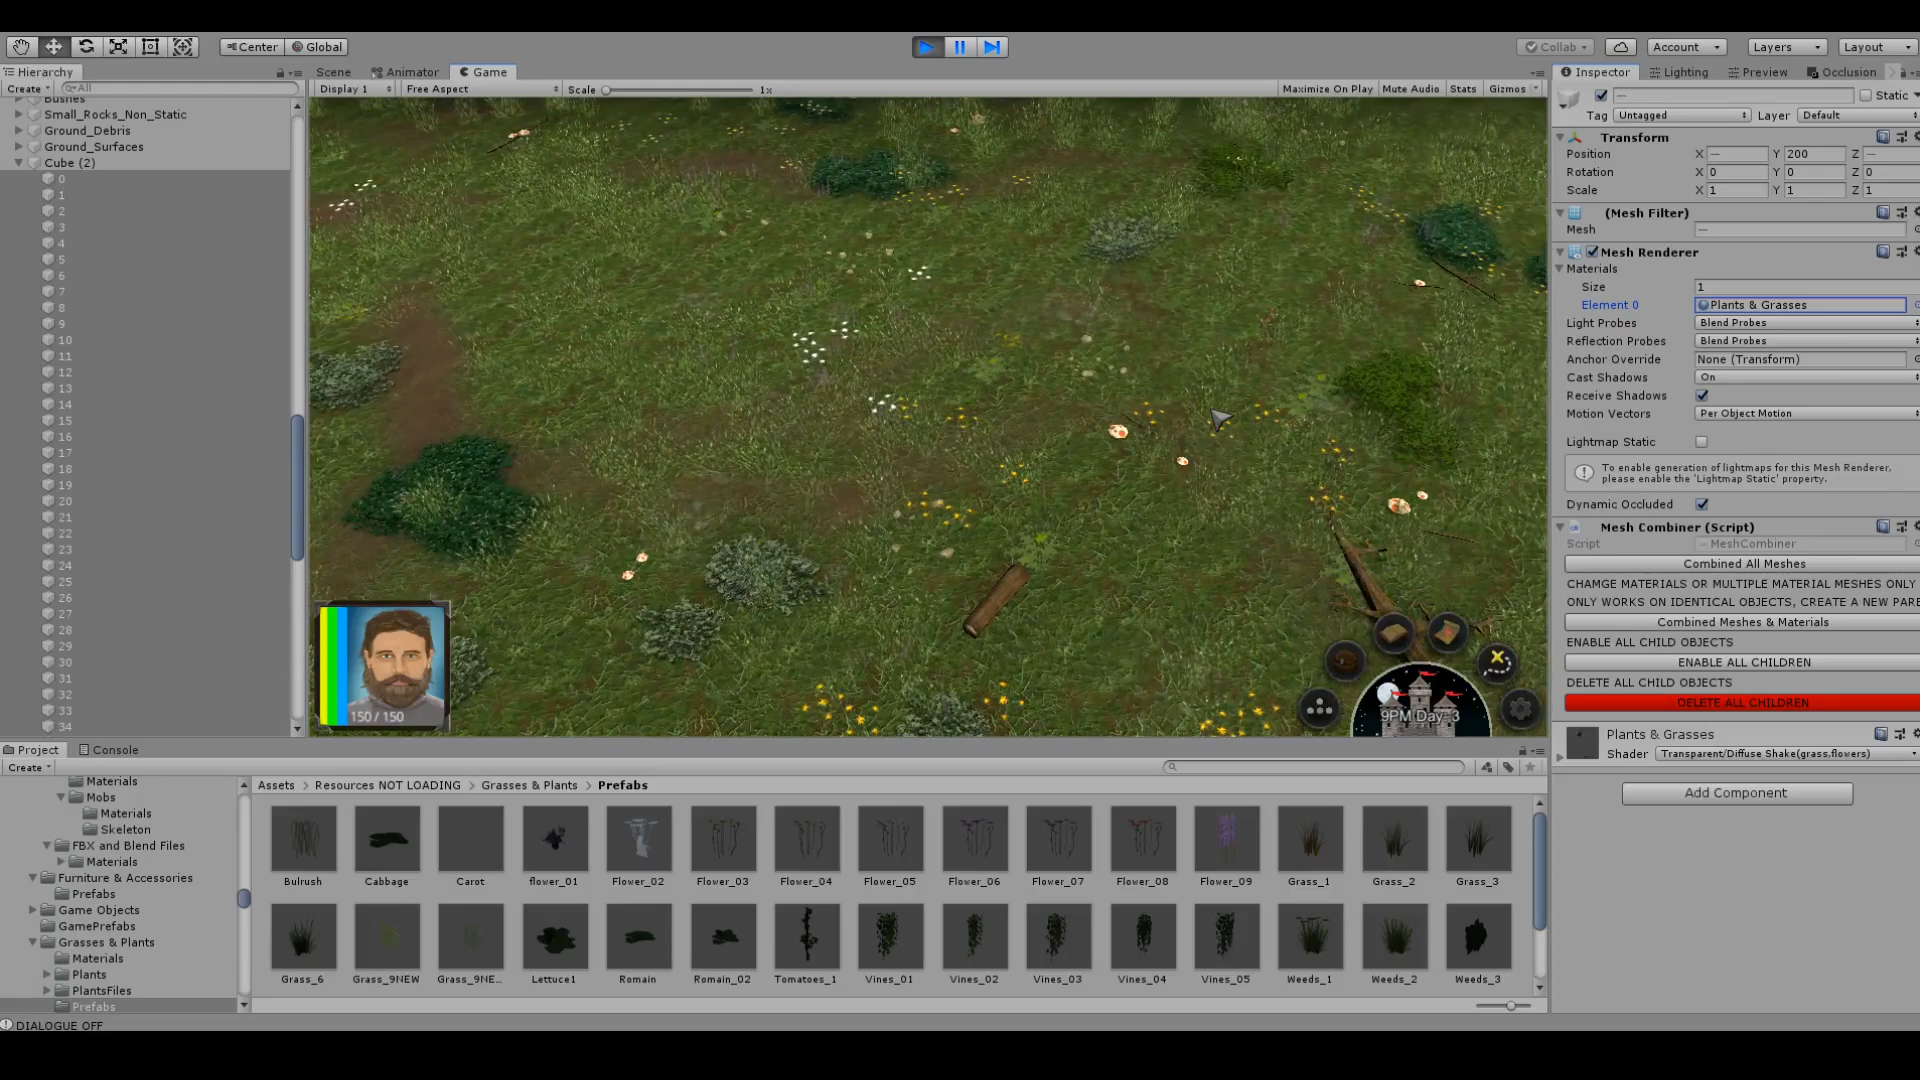 Center Global Collab Account Layers Layout
Hierarchy Scene Animator Game Inspector Lighting Preview Occlusion
Create All Display 1 Free Aspect Scale 1x Maximize On Play Mute Audio Stats Gizmos
Bushes
Small_Rocks_Non_Static
Ground_Debris
Ground_Surfaces
Cube (2)
0
1
2
3
4
5
6
7
8
9
10
11
12
13
14
15
16
17
18
19
20
21
22
23
24
25
26
27
28
29
30
31
32
33
34
150 / 150
9PM Day-3
— Static
Tag Untagged Layer Default
Transform
Position X — Y 200 Z —
Rotation X 0 Y 0 Z 0
Scale X 1 Y 1 Z 1
(Mesh Filter)
Mesh —
Mesh Renderer
Materials
Size 1
Element 0 Plants & Grasses
Light Probes Blend Probes
Reflection Probes Blend Probes
Anchor Override None (Transform)
Cast Shadows On
Receive Shadows
Motion Vectors Per Object Motion
Lightmap Static
To enable generation of lightmaps for this Mesh Renderer,
please enable the 'Lightmap Static' property.
Dynamic Occluded
Mesh Combiner (Script)
Script MeshCombiner
Combined All Meshes
CHANGE MATERIALS OR MULTIPLE MATERIAL MESHES ONLY
ONLY WORKS ON IDENTICAL OBJECTS, CREATE A NEW PARE
Combined Meshes & Materials
ENABLE ALL CHILD OBJECTS
ENABLE ALL CHILDREN
DELETE ALL CHILD OBJECTS
DELETE ALL CHILDREN
Plants & Grasses
Shader Transparent/Diffuse Shake(grass,flowers)
Add Component
Project Console
Create
Materials
Mobs
Materials
Skeleton
FBX and Blend Files
Materials
Furniture & Accessories
Prefabs
Game Objects
GamePrefabs
Grasses & Plants
Materials
Plants
PlantsFiles
Prefabs
Assets > Resources NOT LOADING > Grasses & Plants > Prefabs
Bulrush Cabbage Carot flower_01 Flower_02 Flower_03 Flower_04 Flower_05 Flower_06 Flower_07 Flower_08 Flower_09 Grass_1 Grass_2 Grass_3
Grass_6 Grass_9NEW Grass_9NE... Lettuce1 Romain Romain_02 Tomatoes_1 Vines_01 Vines_02 Vines_03 Vines_04 Vines_05 Weeds_1 Weeds_2 Weeds_3
DIALOGUE OFF